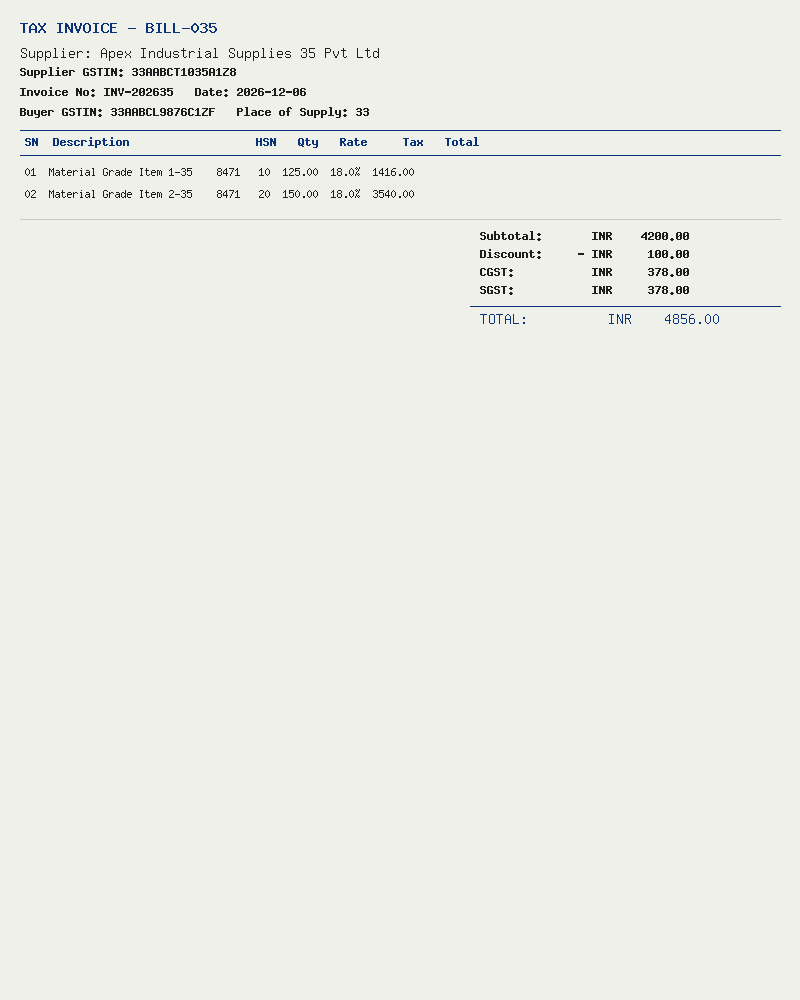 TAX INVOICE - BILL-035
Supplier: Apex Industrial Supplies 35 Pvt Ltd
Supplier GSTIN: 33AABCT1035A1Z8
Invoice No: INV-202635 Date: 2026-12-06
Buyer GSTIN: 33AABCL9876C1ZF Place of Supply: 33
SN Description HSN Qty Rate Tax Total
01 Material Grade Item 1-35 8471 10 125.00 18.0% 1416.00
02 Material Grade Item 2-35 8471 20 150.00 18.0% 3540.00
Subtotal: INR 4200.00
Discount: - INR 100.00
CGST: INR 378.00
SGST: INR 378.00
TOTAL: INR 4856.00